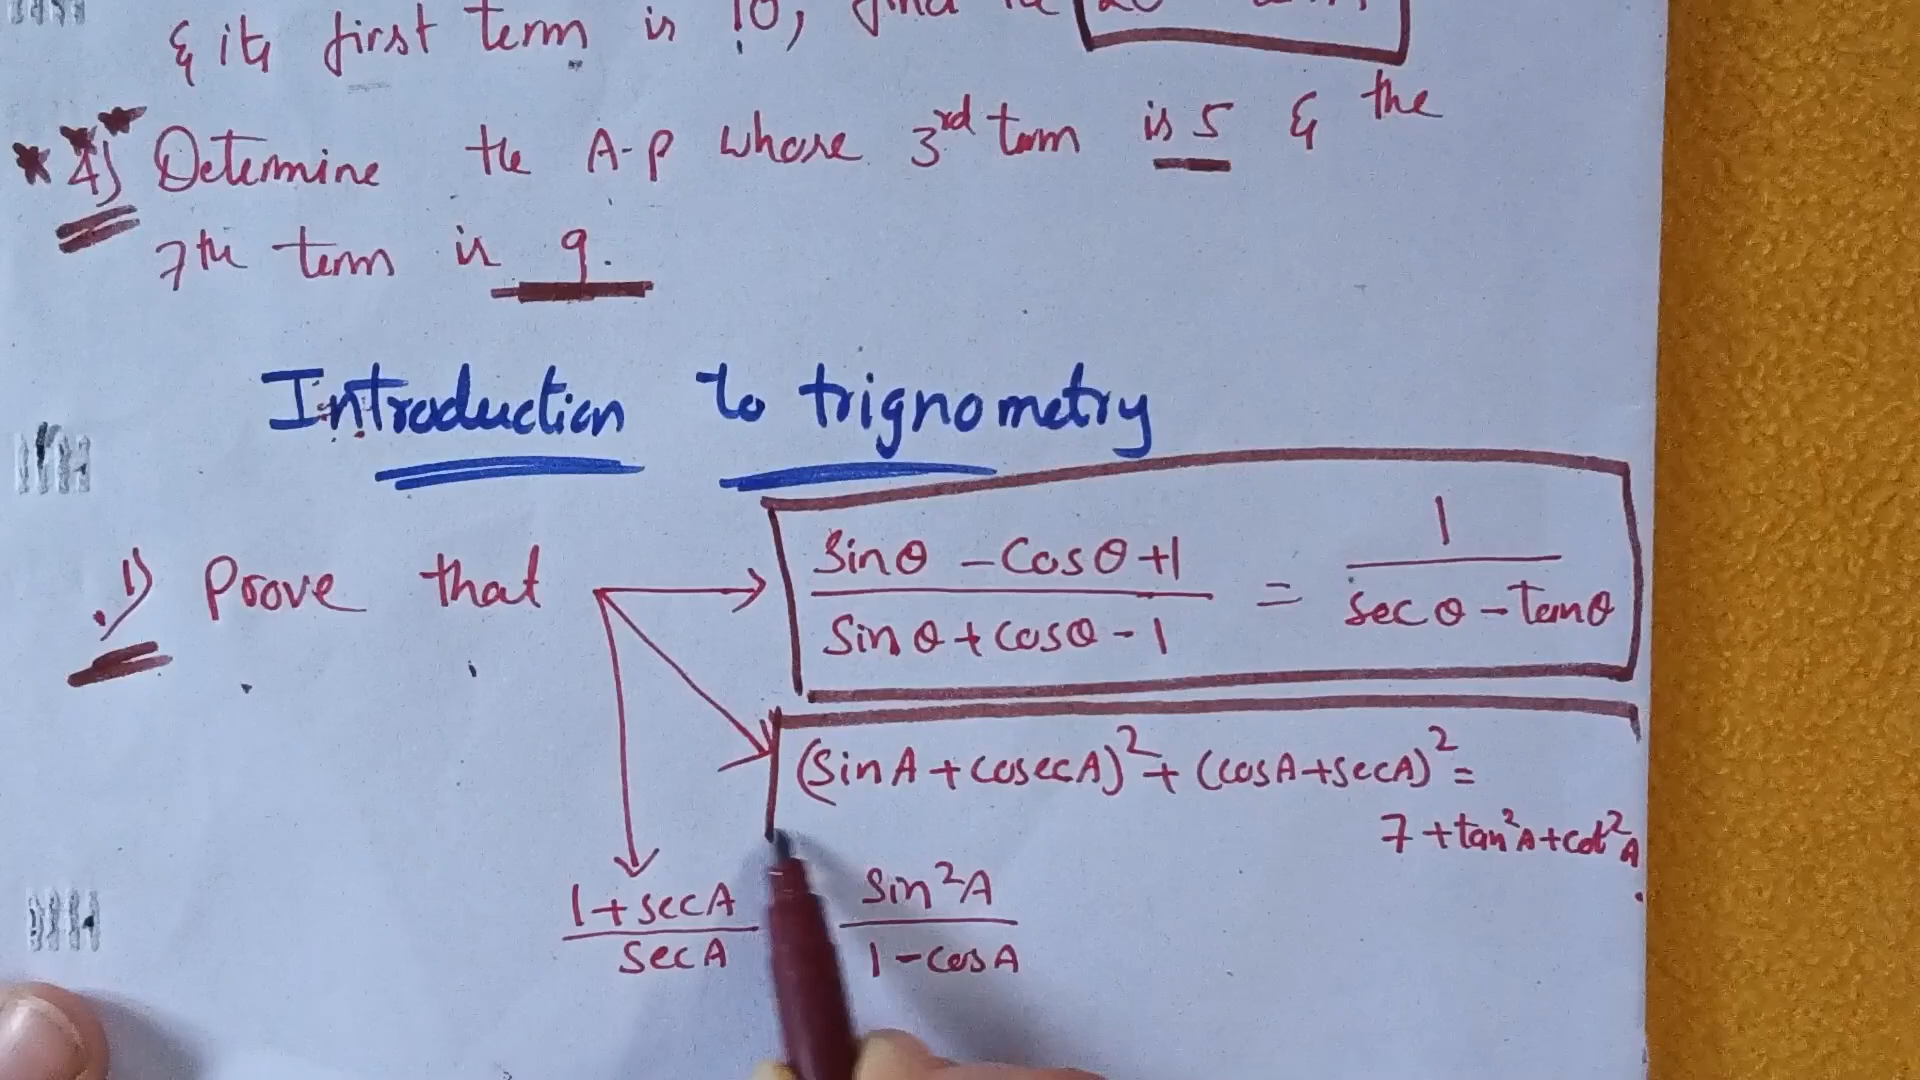 & its first term is 10, find
4) Determine the A-P whose 3rd term is 5 & the
7th term is 9.
Introduction to trignometry
1) Prove that
sinθ - cosθ + 1 / sinθ + cosθ - 1 = 1 / secθ - tanθ
(sinA + cosecA)² + (cosA + secA)² =
7 + tan²A + cot²A.
1 + secA / secA
sin²A / 1 - cosA